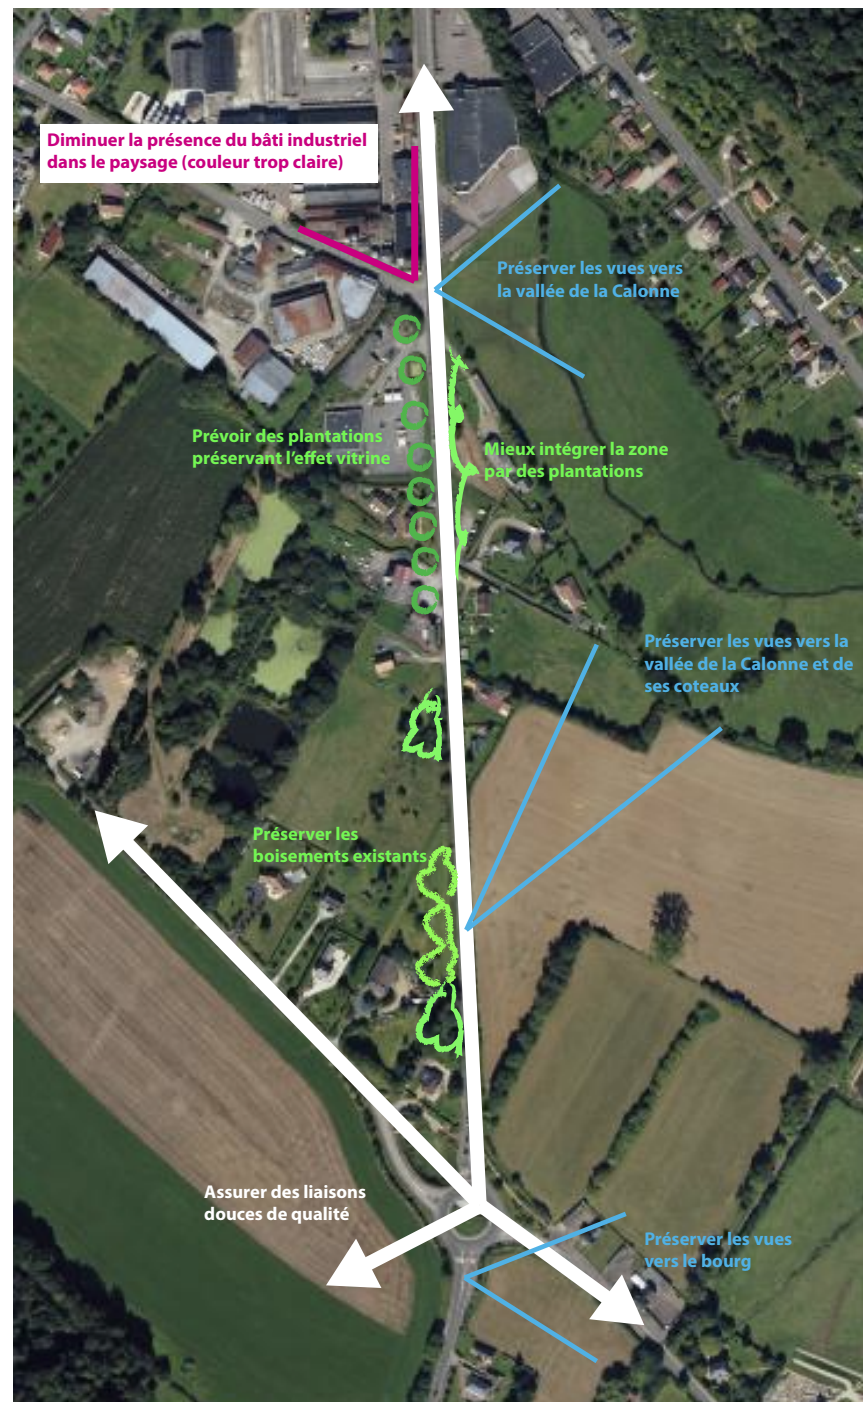 Diminuer la présence du bâti industriel
dans le paysage (couleur trop claire)
Préserver les vues vers
la vallée de la Calonne
Prévoir des plantations
préservant l'effet vitrine
Mieux intégrer la zone
par des plantations
Préserver les vues vers la
vallée de la Calonne et de
ses coteaux
Préserver les
boisements existants
Assurer des liaisons
douces de qualité
Préserver les vues
vers le bourg